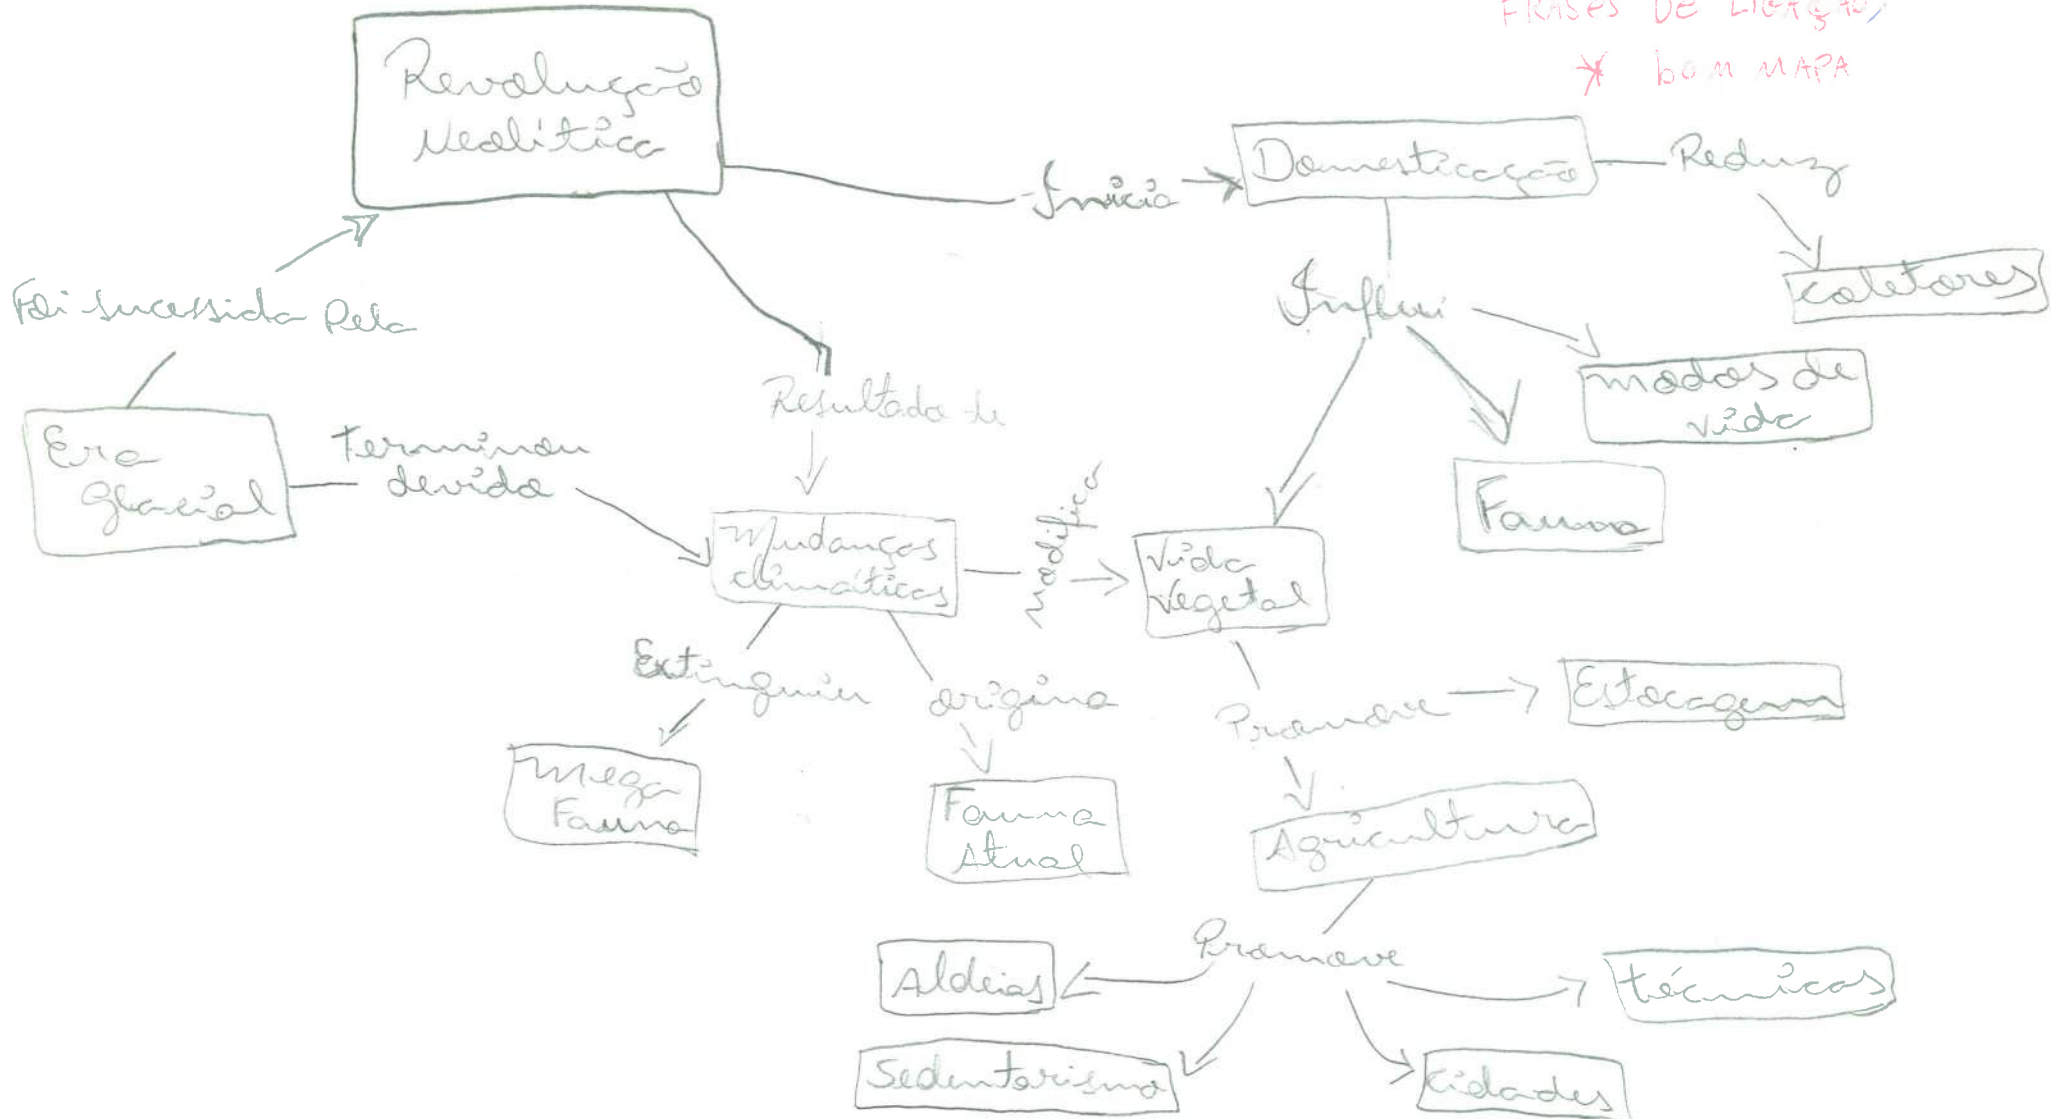 FRASES DE LIGAÇÃO,
* bom MAPA
Revolução
Neolítica
Inicia
Domesticação
Reduz
coletores
Influi
modos de
vida
Fauna
Foi sucessida Pela
Era
glacial
Terminou
devido
Resultado de
Mudanças
climáticas
modifica
Vida
Vegetal
Extinguiu
origina
mega
Fauna
Fauna
Atual
Promove
Estocagem
Agricultura
Promove
Aldeias
técnicas
Sedentarismo
cidades